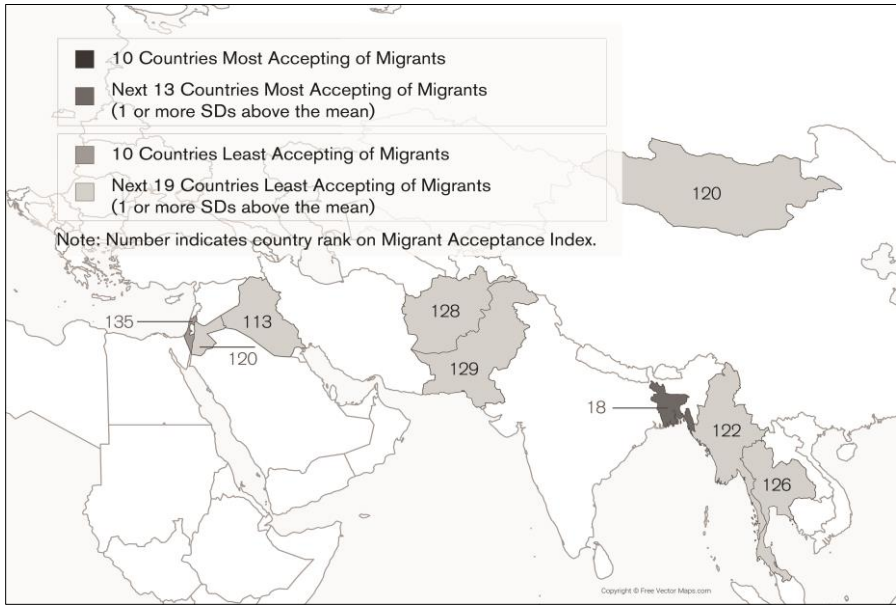 10 Countries Most Accepting of Migrants
Next 13 Countries Most Accepting of Migrants
(1 or more SDs above the mean)
10 Countries Least Accepting of Migrants
Next 19 Countries Least Accepting of Migrants
(1 or more SDs above the mean)
Note: Number indicates country rank on Migrant Acceptance Index.
120
135
113
128
120
129
18
122
126
Copyright © Free Vector Maps.com